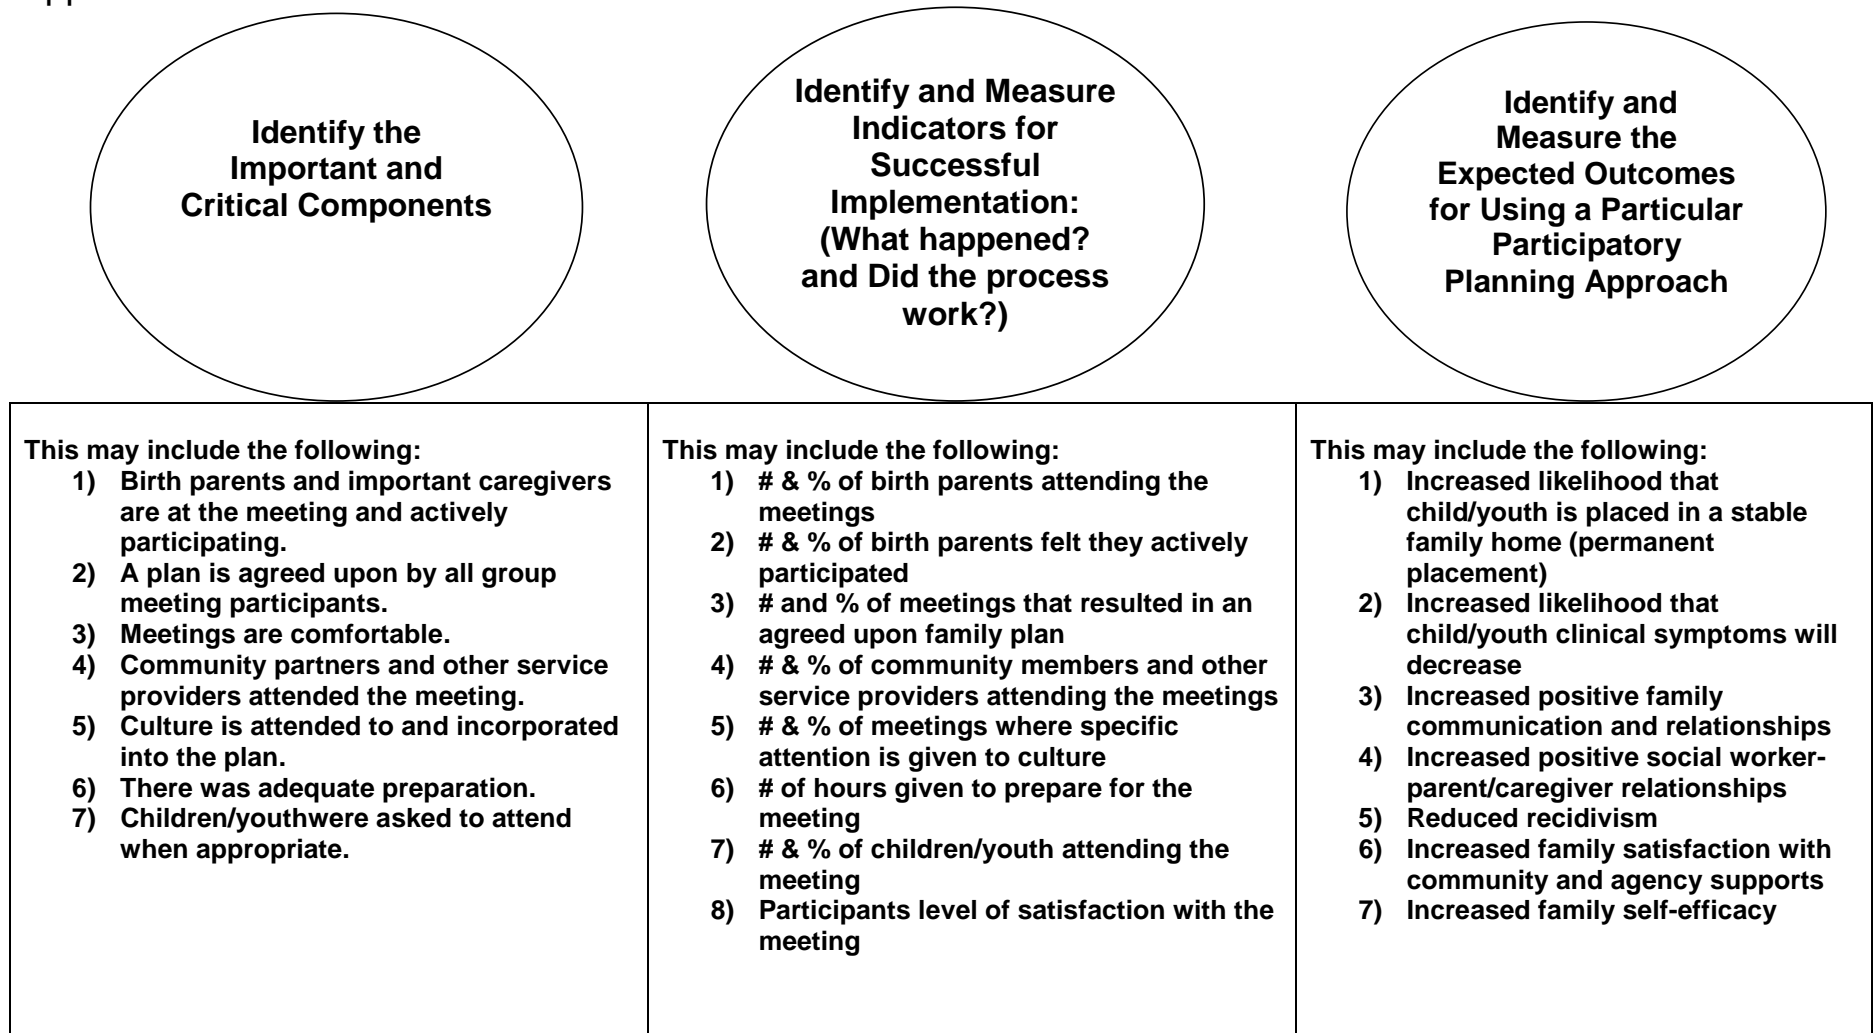 Identify the
Important and
Critical Components
Identify and Measure
Indicators for
Successful
Implementation:
(What happened?
and Did the process
work?)
Identify and
Measure the
Expected Outcomes
for Using a Particular
Participatory
Planning Approach
This may include the following:
1) Birth parents and important caregivers
are at the meeting and actively
participating.
2) A plan is agreed upon by all group
meeting participants.
3) Meetings are comfortable.
4) Community partners and other service
providers attended the meeting.
5) Culture is attended to and incorporated
into the plan.
6) There was adequate preparation.
7) Children/youthwere asked to attend
when appropriate.
This may include the following:
1) # & % of birth parents attending the
meetings
2) # & % of birth parents felt they actively
participated
3) # and % of meetings that resulted in an
agreed upon family plan
4) # & % of community members and other
service providers attending the meetings
5) # & % of meetings where specific
attention is given to culture
6) # of hours given to prepare for the
meeting
7) # & % of children/youth attending the
meeting
8) Participants level of satisfaction with the
meeting
This may include the following:
1) Increased likelihood that
child/youth is placed in a stable
family home (permanent
placement)
2) Increased likelihood that
child/youth clinical symptoms will
decrease
3) Increased positive family
communication and relationships
4) Increased positive social worker-
parent/caregiver relationships
5) Reduced recidivism
6) Increased family satisfaction with
community and agency supports
7) Increased family self-efficacy